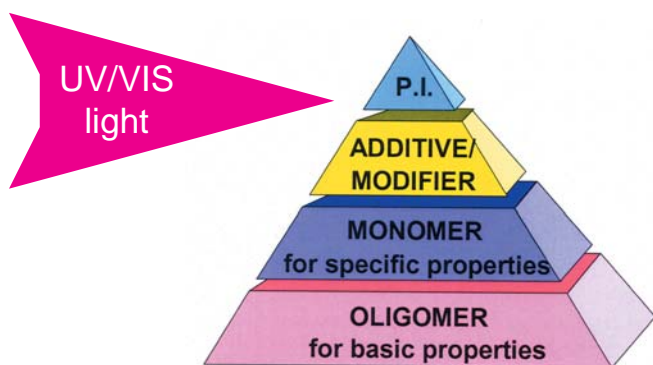 UV/VIS
light
P.I.
ADDITIVE/
MODIFIER
MONOMER
for specific properties
OLIGOMER
for basic properties